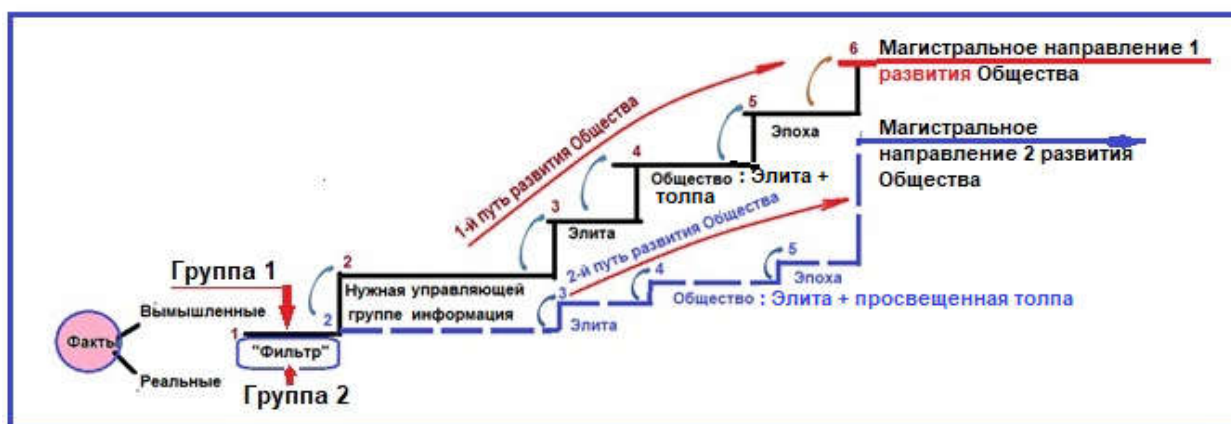 6
Магистральное направление 1
развития Общества
5
Эпоха
Магистральное
направление 2 развития
Общества
1-й путь развития Общества
4
Общество : Элита +
толпа
3
Элита
2-й путь развития Общества
5
Эпоха
4
Общество : Элита + просвещенная толпа
3
Элита
Группа 1
2
Нужная управляющей
группе информация
2
Вымышленные
Факты
1
"Фильтр"
Реальные
Группа 2